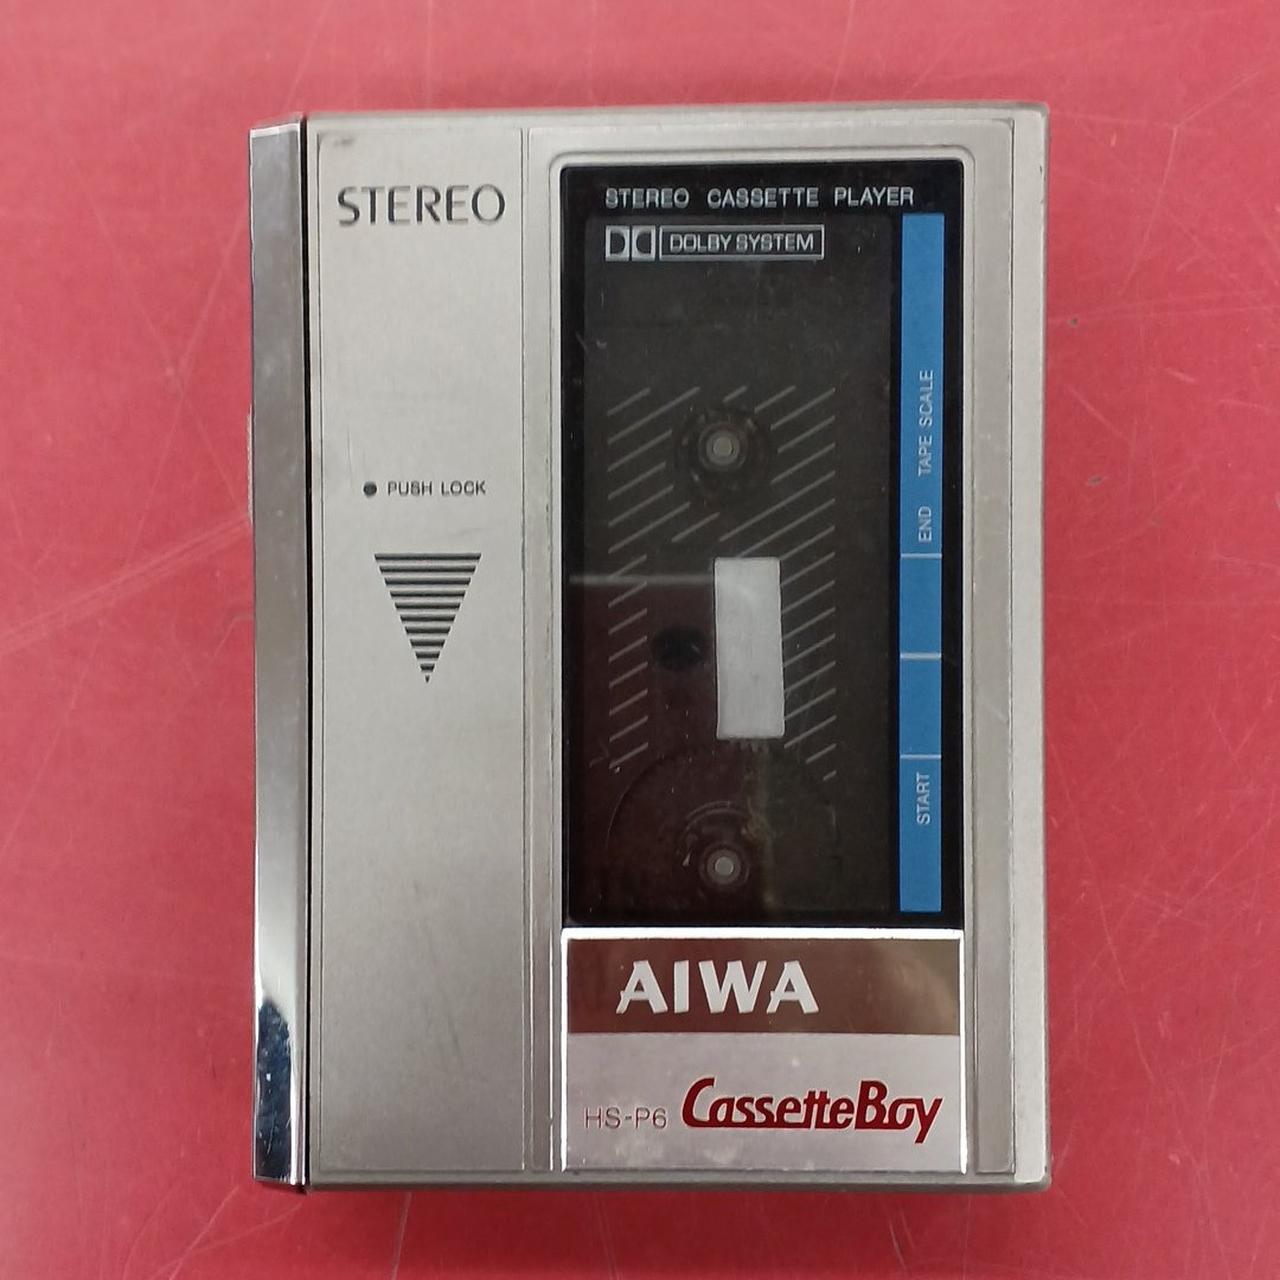 STEREO
PUSH LOCK
STEREO CASSETTE PLAYER
DOLBY SYSTEM
TAPE SCALE
END
START
AIWA
HS-P6 CassetteBoy